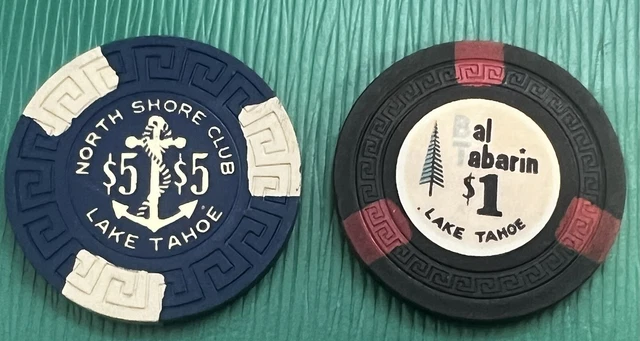 NORTH SHORE CLUB
$5 $5
LAKE TAHOE
Bal
Tabarin
$1
LAKE TAHOE